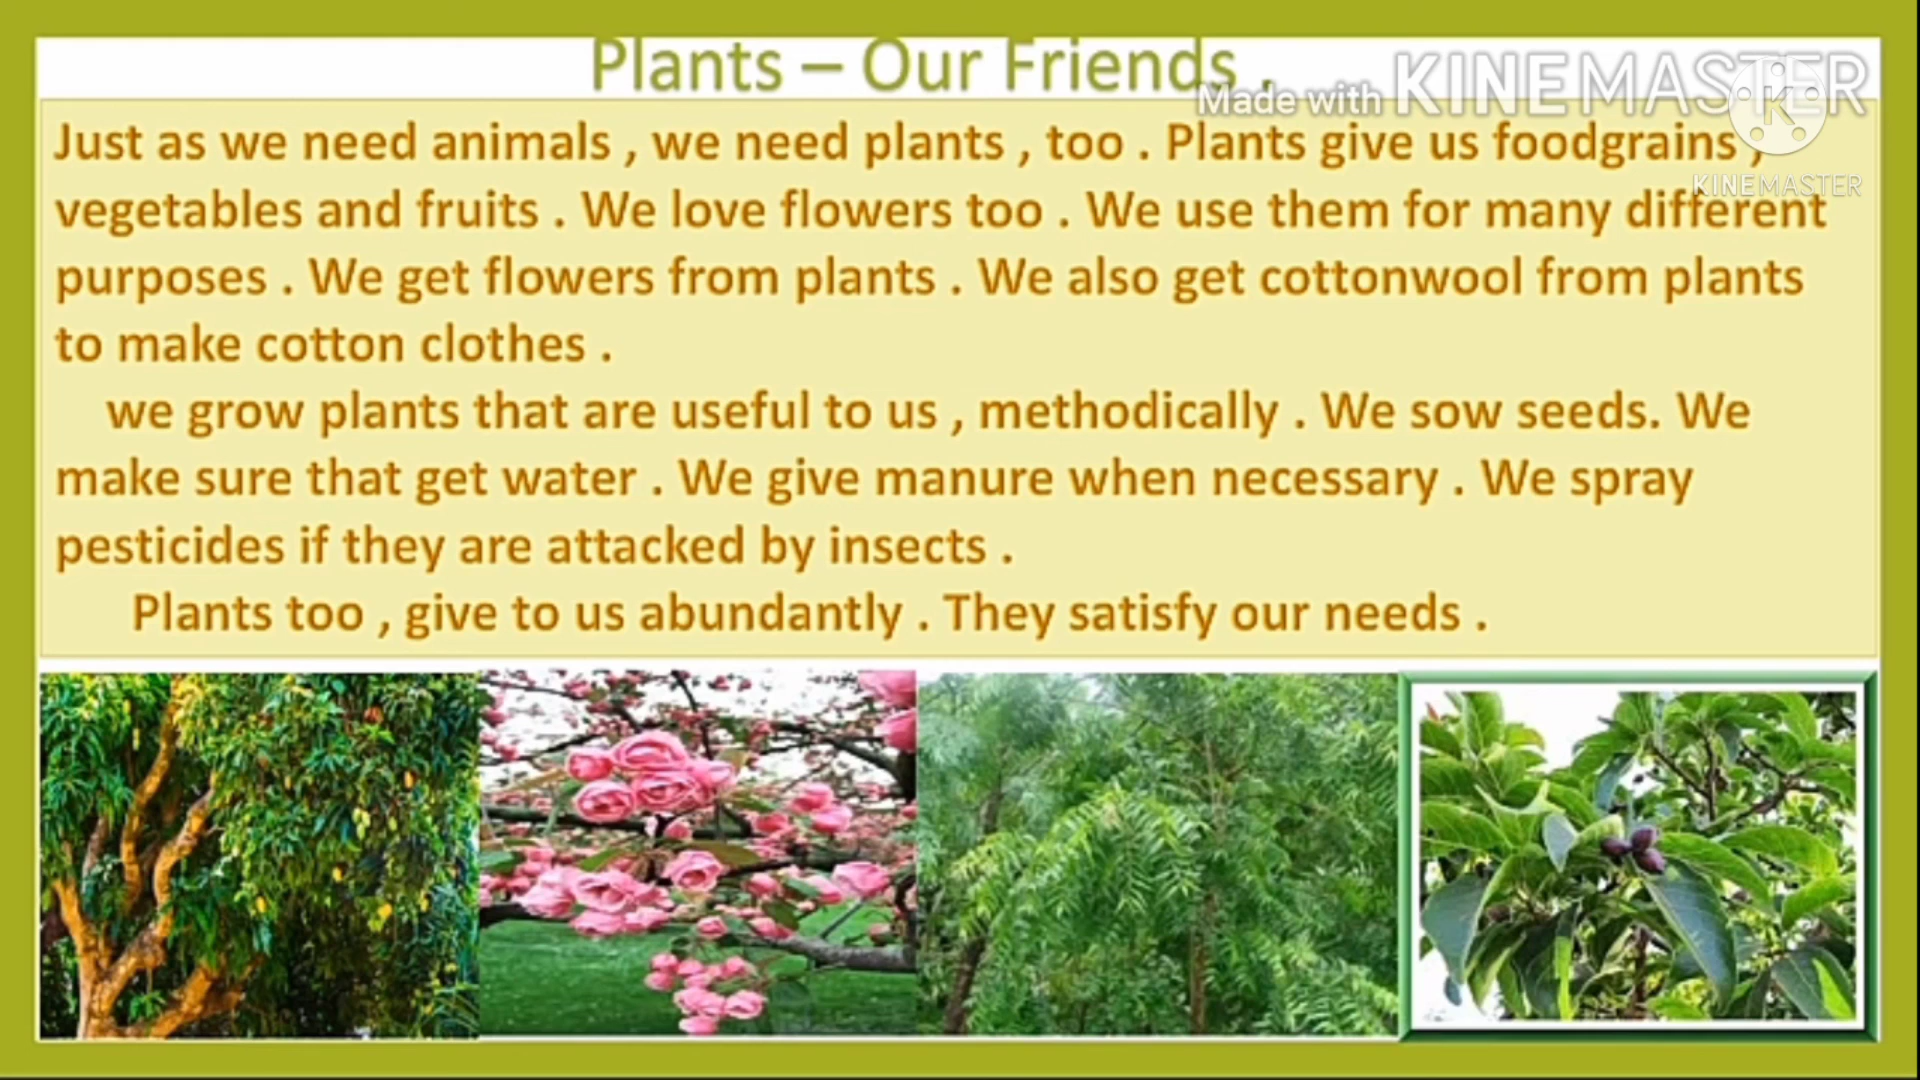 Plants – Our Friends .
Made with KINEMASTER
Just as we need animals , we need plants , too . Plants give us foodgrains ,
KINEMASTER
vegetables and fruits . We love flowers too . We use them for many different
purposes . We get flowers from plants . We also get cottonwool from plants
to make cotton clothes .
we grow plants that are useful to us , methodically . We sow seeds. We
make sure that get water . We give manure when necessary . We spray
pesticides if they are attacked by insects .
Plants too , give to us abundantly . They satisfy our needs .